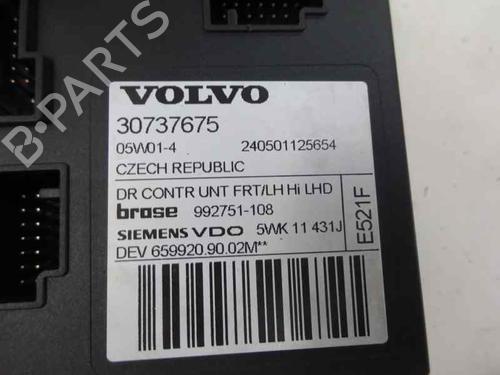 VOLVO
30737675
05W01-4 240501125654
CZECH REPUBLIC
DR CONTR UNT FRT/LH Hi LHD
brose 992751-108
SIEMENS VDO 5WK 11 431J
DEV 659920.90.02M**
E521F
B-PARTS